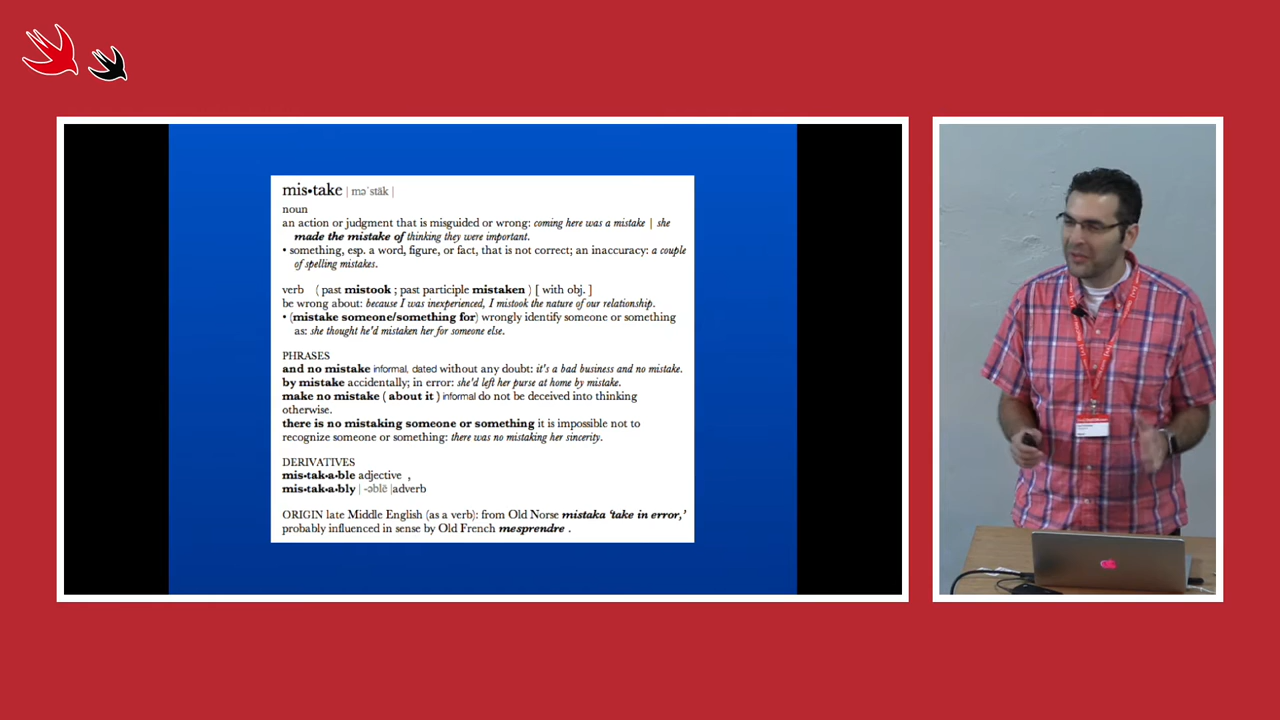 mis•take | məˈstāk |
noun
an action or judgment that is misguided or wrong: coming here was a mistake | she
made the mistake of thinking they were important.
• something, esp. a word, figure, or fact, that is not correct; an inaccuracy: a couple
of spelling mistakes.
verb ( past mistook ; past participle mistaken ) [ with obj. ]
be wrong about: because I was inexperienced, I mistook the nature of our relationship.
• (mistake someone/something for) wrongly identify someone or something
as: she thought he'd mistaken her for someone else.
PHRASES
and no mistake informal, dated without any doubt: it's a bad business and no mistake.
by mistake accidentally; in error: she'd left her purse at home by mistake.
make no mistake ( about it ) informal do not be deceived into thinking
otherwise.
there is no mistaking someone or something it is impossible not to
recognize someone or something: there was no mistaking her sincerity.
DERIVATIVES
mis•tak•a•ble adjective ,
mis•tak•a•bly | -əblē |adverb
ORIGIN late Middle English (as a verb): from Old Norse mistaka ‘take in error,’
probably influenced in sense by Old French mesprendre .